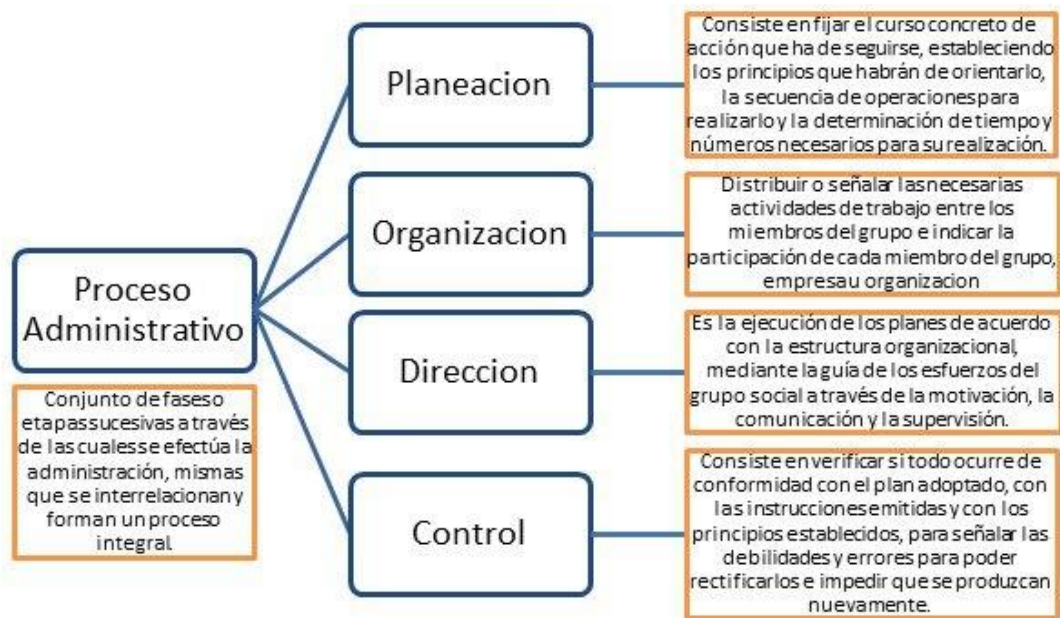 Proceso
Administrativo
Conjunto de faseso
etapassucesivas a través
de las cualesse efectúa la
administración, mismas
que se interrelacionan y
forman un proceso
integral.
Planeacion
Consiste en fijar el curso concreto de
acción que ha de seguirse, estableciendo
los principios que habrán de orientarlo,
la secuencia de operacionespara
realizarlo y la determinación de tiempo y
números necesarios para su realización.
Organizacion
Distribuir o señalar lasnecesarias
actividades de trabajo entre los
miembros del grupo e indicar la
participación de cada miembro del grupo,
empresau organizacion
Direccion
Es la ejecución de los planes de acuerdo
con la estructura organizacional,
mediante la guía de los esfuerzos del
grupo social a través de la motivación, la
comunicación y la supervisión.
Control
Consiste en verificar si todo ocurre de
conformidad con el plan adoptado, con
las instrucciones emitidas y con los
principios establecidos, para señalar las
debilidades y errores para poder
rectificarlos e impedir que se produzcan
nuevamente.